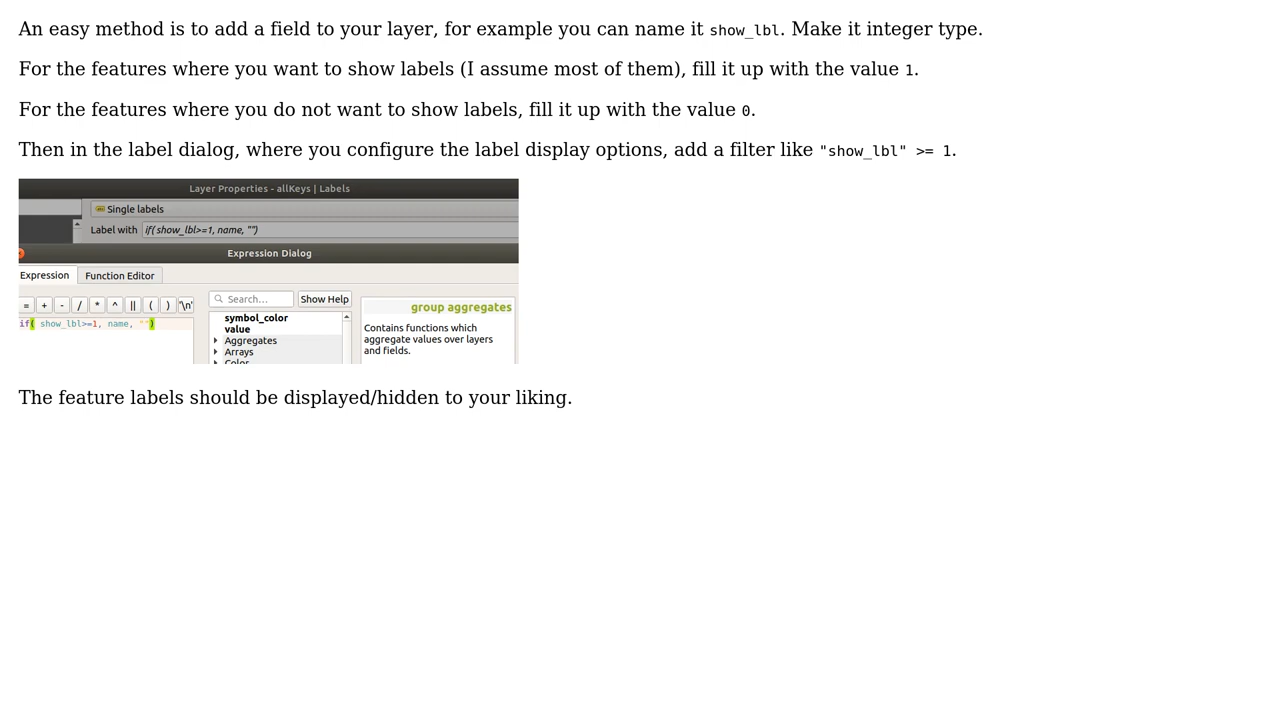 An easy method is to add a field to your layer, for example you can name it show_lbl. Make it integer type.
For the features where you want to show labels (I assume most of them), fill it up with the value 1.
For the features where you do not want to show labels, fill it up with the value 0.
Then in the label dialog, where you configure the label display options, add a filter like "show_lbl" >= 1.
Layer Properties - allKeys | Labels
Single labels
Label with if( show_lbl>=1, name, "")
Expression Dialog
Expression Function Editor
= + - / * ^ || ( ) '\n'
if( show_lbl>=1, name, "")
Search... Show Help
symbol_color
value
Aggregates
Arrays
Color
group aggregates
Contains functions which
aggregate values over layers
and fields.
The feature labels should be displayed/hidden to your liking.